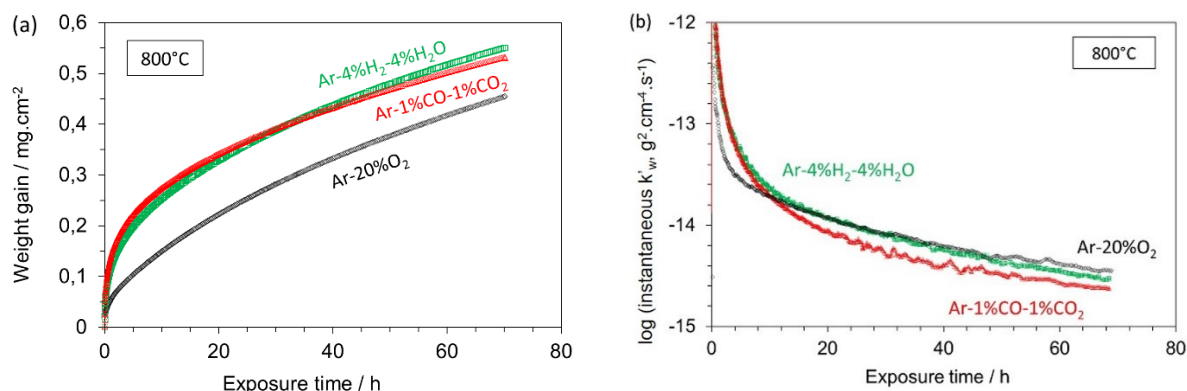 (a)
0,6
0,5
0,4
0,3
0,2
0,1
0
Weight gain / mg.cm-2
800°C
Ar-4%H2-4%H2O
Ar-1%CO-1%CO2
Ar-20%O2
0 20 40 60 80
Exposure time / h
(b)
-12
-13
-14
-15
log (instantaneous k'w, g2.cm-4.s-1)
800°C
Ar-4%H2-4%H2O
Ar-20%O2
Ar-1%CO-1%CO2
0 20 40 60 80
Exposure time / h